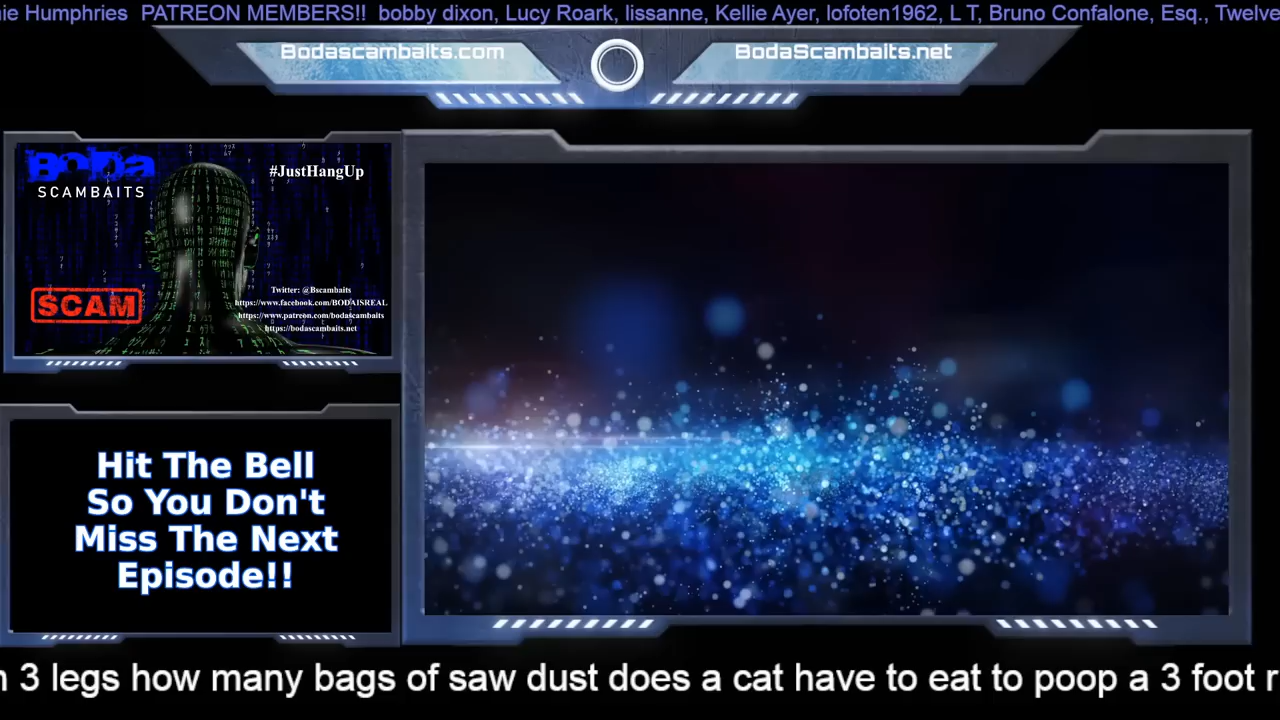 ie Humphries PATREON MEMBERS!! bobby dixon, Lucy Roark, lissanne, Kellie Ayer, lofoten1962, L T, Bruno Confalone, Esq., Twelve
Bodascambaits.com
BodaScambaits.net
BoDa
SCAMBAITS
#JustHangUp
SCAM
Twitter: @Bscambaits
https://www.facebook.com/BODAISREAL
https://www.patreon.com/bodascambaits
https://bodascambaits.net
Hit The Bell
So You Don't
Miss The Next
Episode!!
3 legs how many bags of saw dust does a cat have to eat to poop a 3 foot